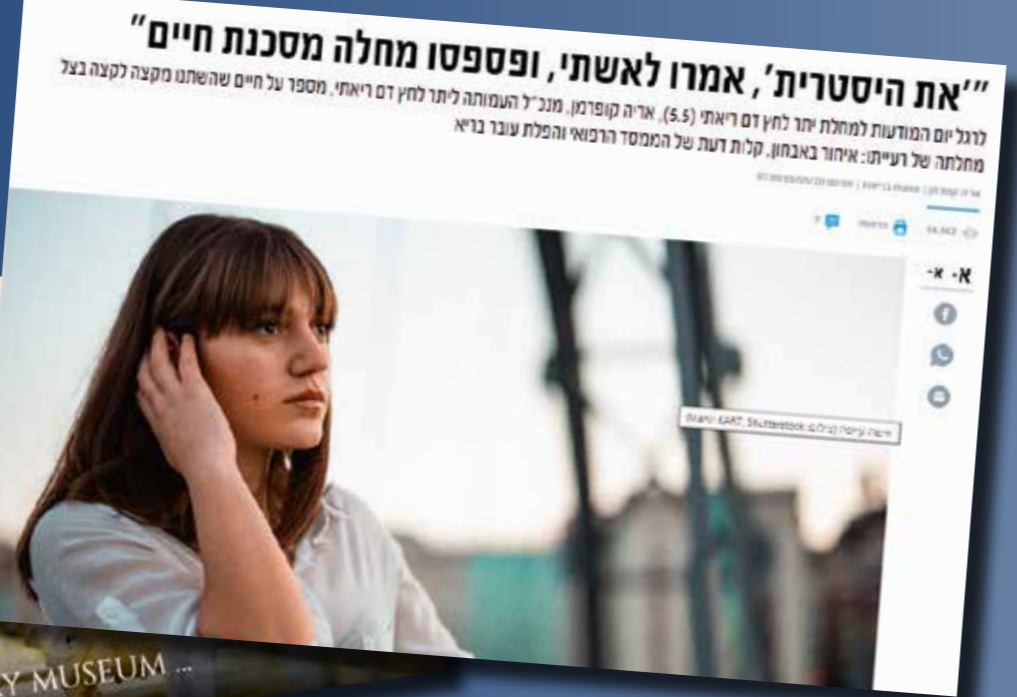 "'את היסטרית', אמרו לאשתי, ופספסו מחלה מסכנת חיים"
לרגל יום המודעות למחלת יתר לחץ דם ריאתי (5.5), אריה קופרמן, מנכ"ל העמותה ליתר לחץ דם ריאתי, מספר על חיים שהשתנו מקצה לקצה בצל
מחלתה של רעייתו: איחור באבחון, קלות דעת של הממסד הרפואי והפלת עובר בריא
א+ א-
Shutterstock
Y MUSEUM ...